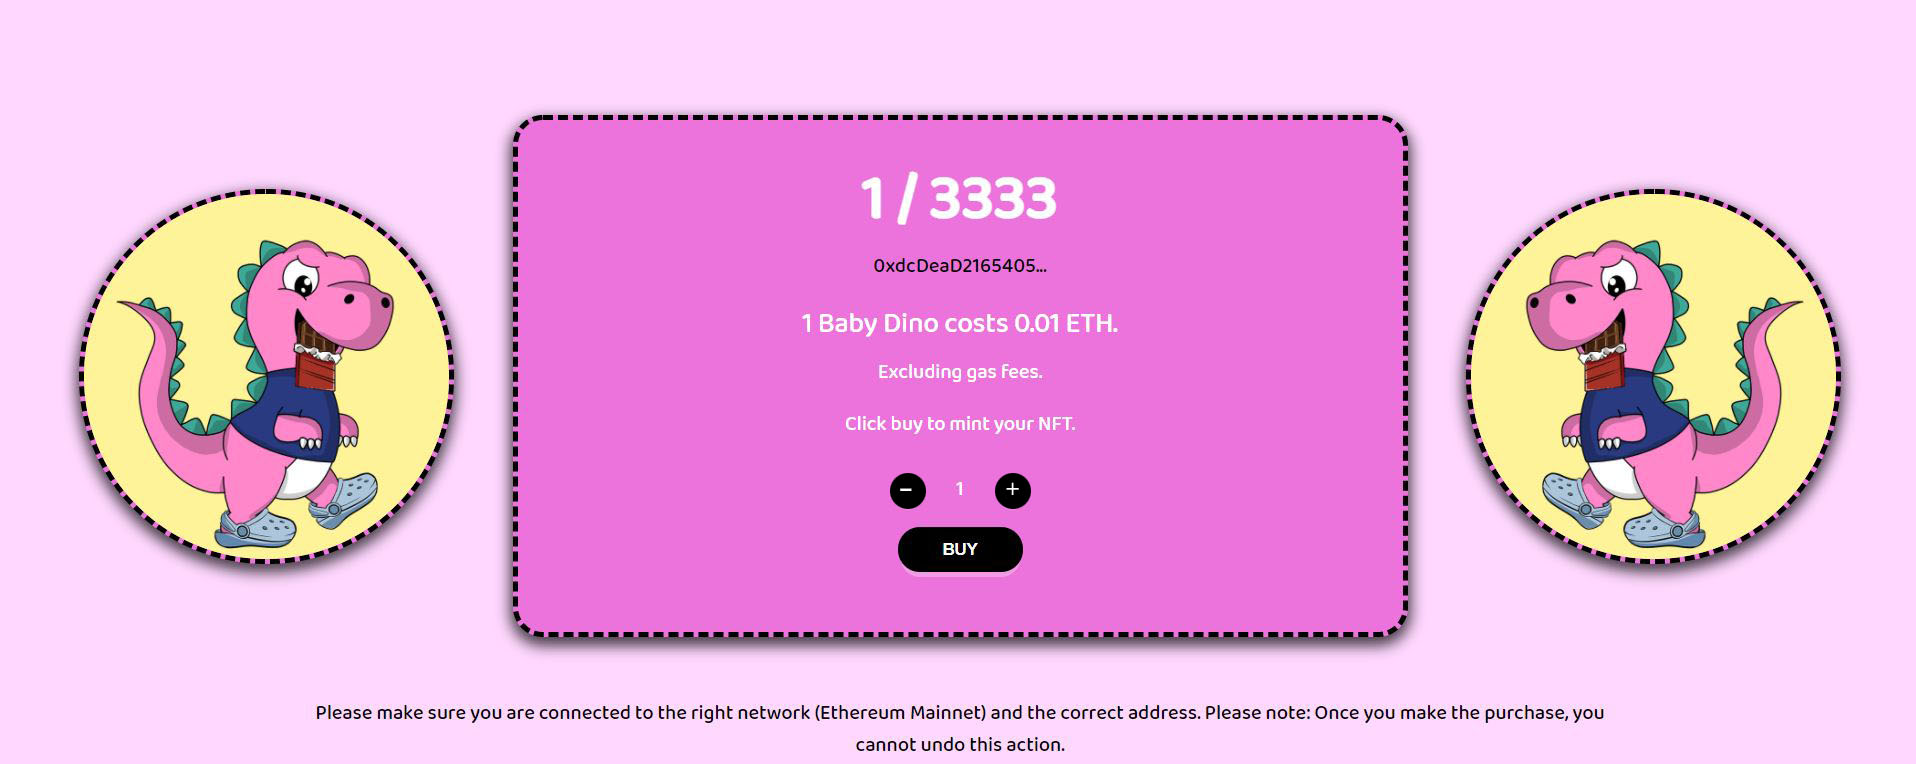 1 / 3333
0xdcDeaD2165405...
1 Baby Dino costs 0.01 ETH.
Excluding gas fees.
Click buy to mint your NFT.
− 1 +
BUY
Please make sure you are connected to the right network (Ethereum Mainnet) and the correct address. Please note: Once you make the purchase, you
cannot undo this action.